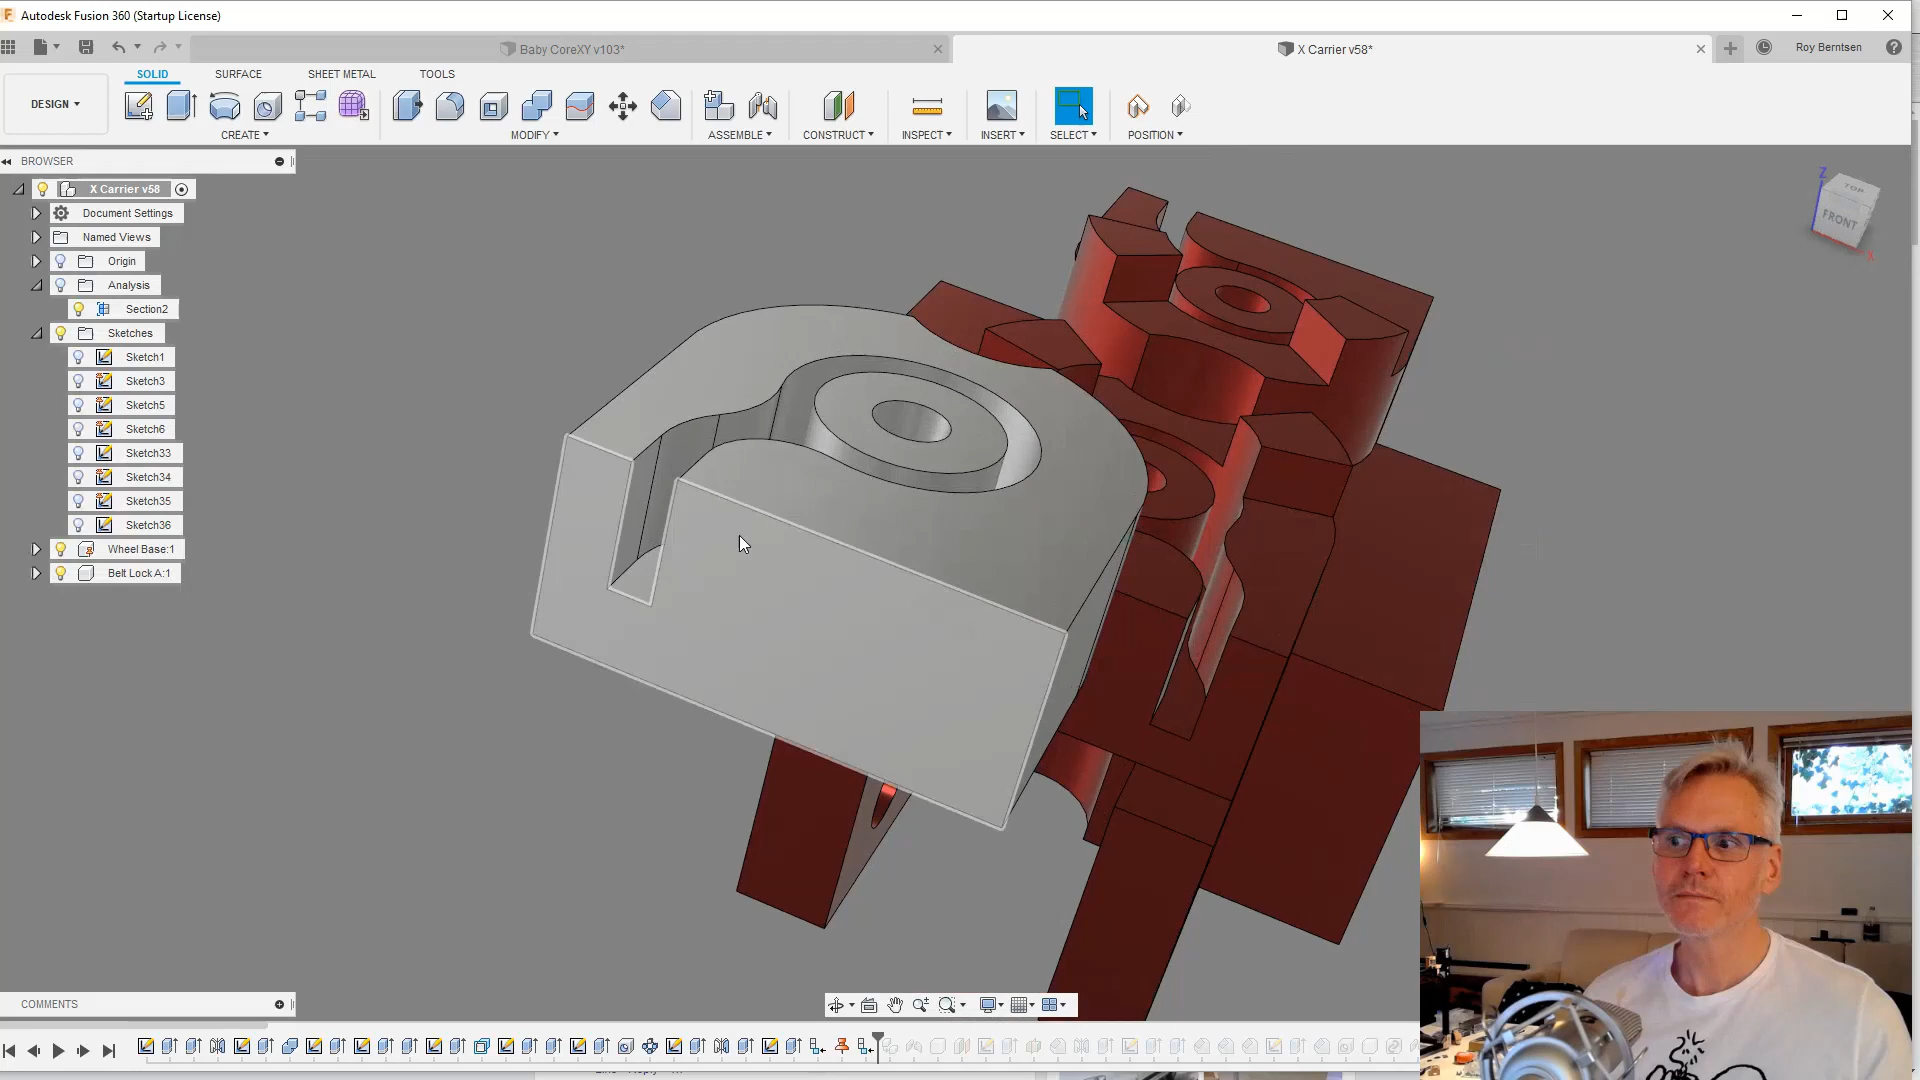 Autodesk Fusion 360 (Startup License)
Baby CoreXY v103*
X Carrier v58*
Roy Berntsen
SOLID SURFACE SHEET METAL TOOLS
DESIGN
CREATE MODIFY ASSEMBLE CONSTRUCT INSPECT INSERT SELECT POSITION
BROWSER
X Carrier v58
Document Settings
Named Views
Origin
Analysis
Section2
Sketches
Sketch1
Sketch3
Sketch5
Sketch6
Sketch33
Sketch34
Sketch35
Sketch36
Wheel Base:1
Belt Lock A:1
Z
TOP
FRONT
X
COMMENTS